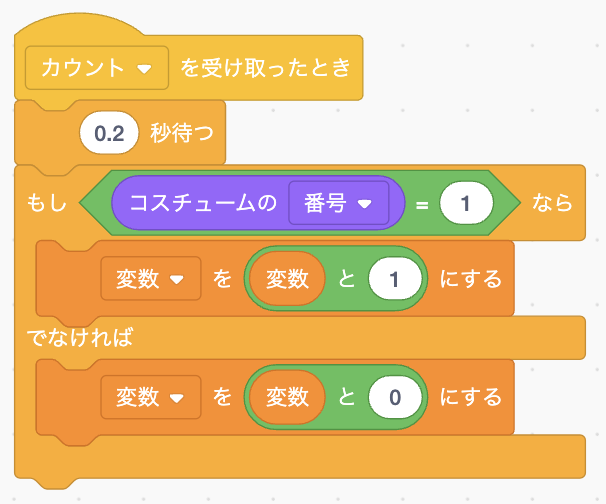 カウント を受け取ったとき
0.2 秒待つ
もし コスチュームの 番号 = 1 なら
変数 を 変数 と 1 にする
でなければ
変数 を 変数 と 0 にする